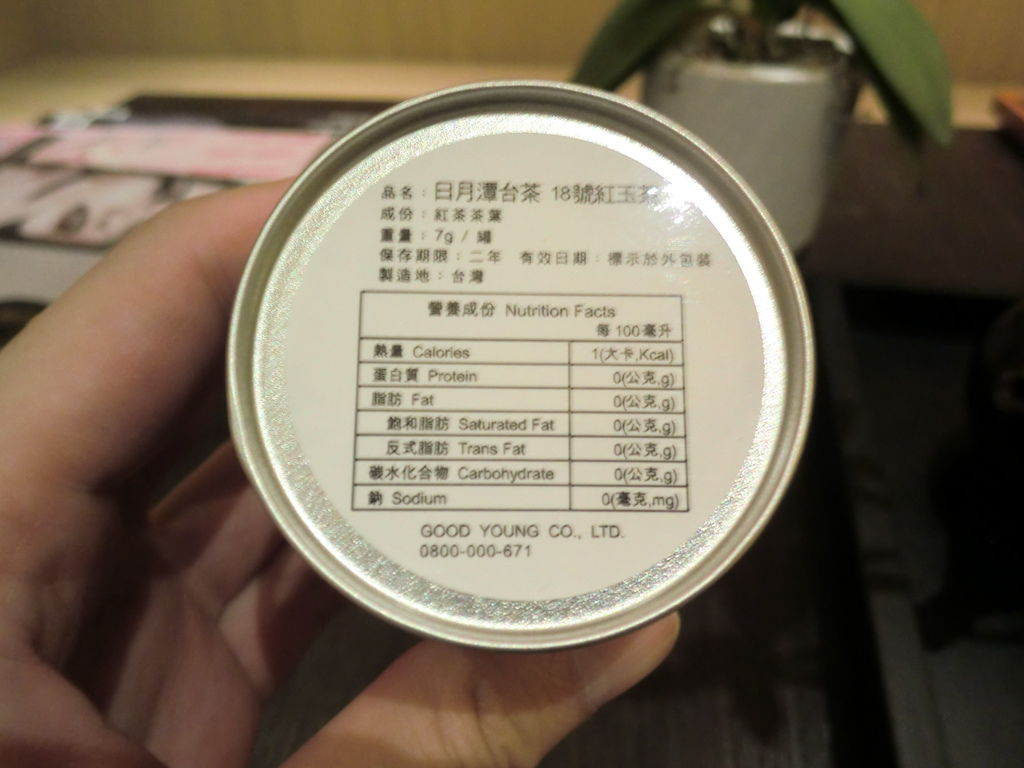 品名：日月潭台茶 18號紅玉茶
成份：紅茶茶葉
重量：7g / 罐
保存期限：二年 有效日期：標示於外包裝
製造地：台灣
營養成份 Nutrition Facts
每 100毫升
熱量 Calories 1(大卡,Kcal)
蛋白質 Protein 0(公克,g)
脂肪 Fat 0(公克,g)
飽和脂肪 Saturated Fat 0(公克,g)
反式脂肪 Trans Fat 0(公克,g)
碳水化合物 Carbohydrate 0(公克,g)
鈉 Sodium 0(毫克,mg)
GOOD YOUNG CO., LTD.
0800-000-671